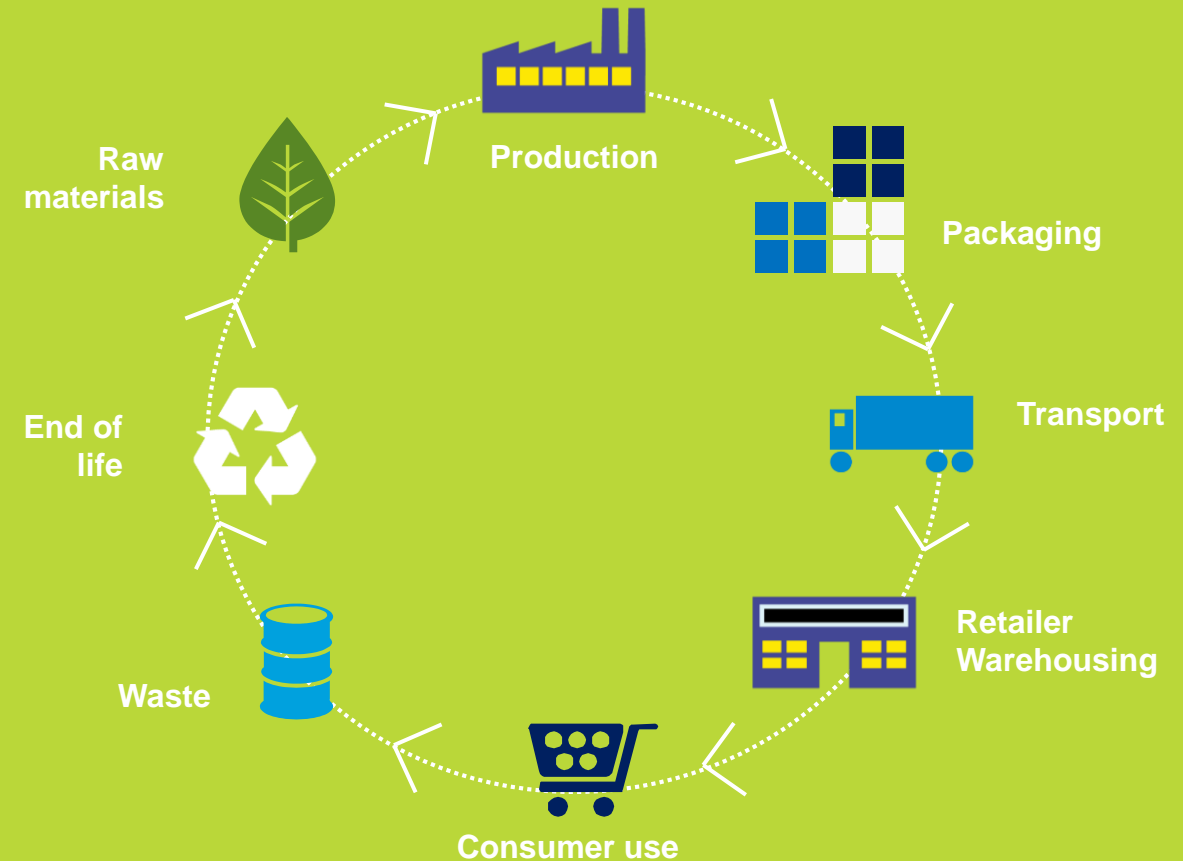 Production
Raw
materials
Packaging
Transport
End of
life
Retailer
Warehousing
Waste
Consumer use